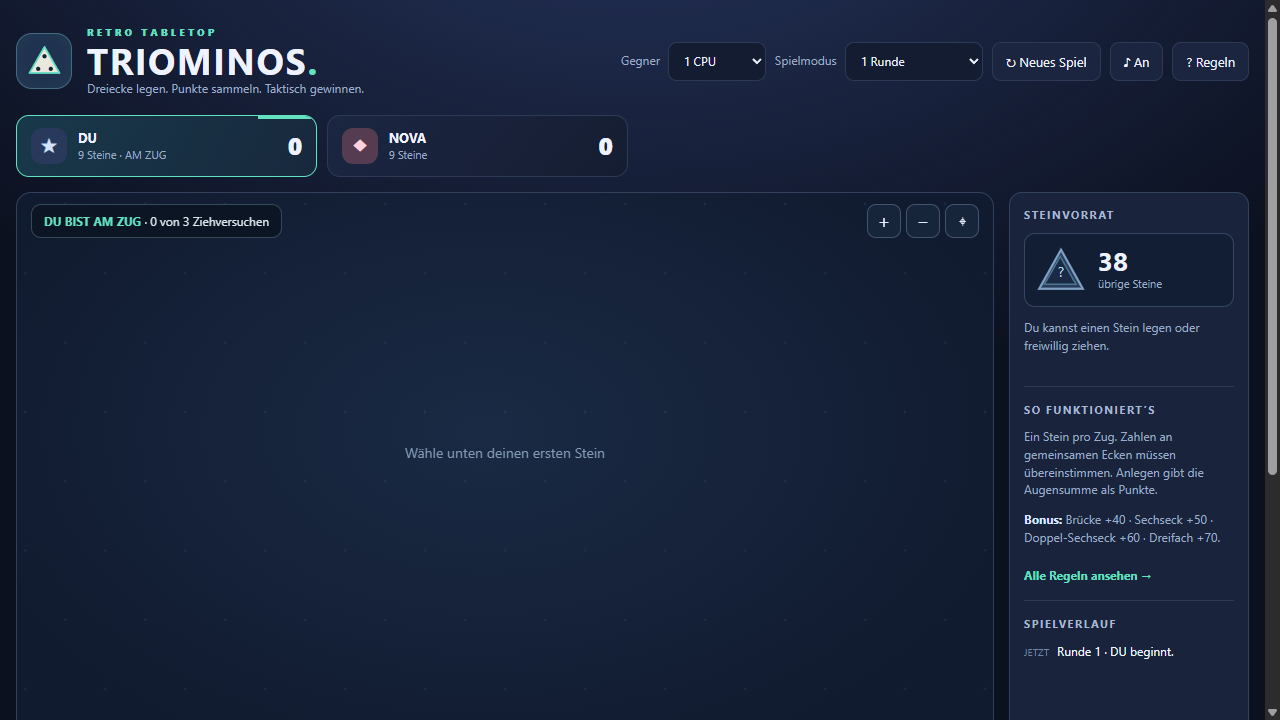 RETRO TABLETOP
TRIOMINOS.
Dreiecke legen. Punkte sammeln. Taktisch gewinnen.
Gegner
1 CPU
Spielmodus
1 Runde
↻ Neues Spiel
♪ An
? Regeln
DU
9 Steine · AM ZUG
0
NOVA
9 Steine
0
DU BIST AM ZUG · 0 von 3 Ziehversuchen
+
−
⌖
Wähle unten deinen ersten Stein
STEINVORRAT
?
38
übrige Steine
Du kannst einen Stein legen oder
freiwillig ziehen.
SO FUNKTIONIERT´S
Ein Stein pro Zug. Zahlen an
gemeinsamen Ecken müssen
übereinstimmen. Anlegen gibt die
Augensumme als Punkte.
Bonus: Brücke +40 · Sechseck +50 ·
Doppel-Sechseck +60 · Dreifach +70.
Alle Regeln ansehen →
SPIELVERLAUF
JETZT Runde 1 · DU beginnt.